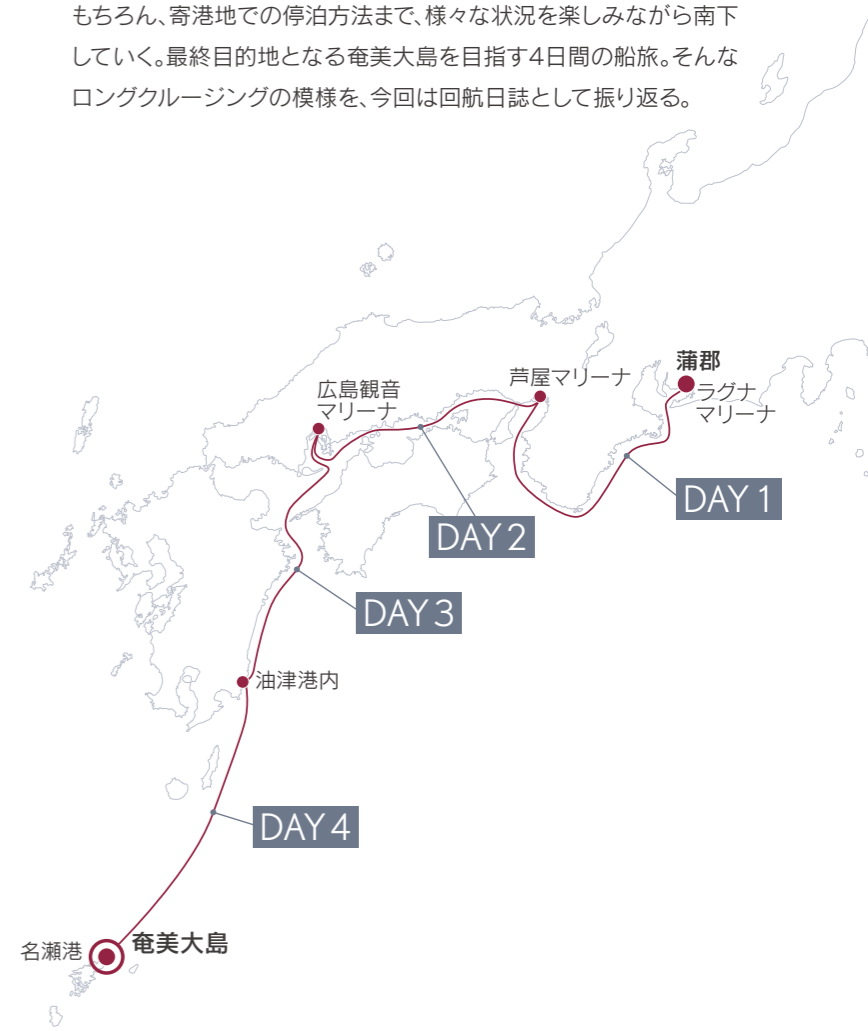 もちろん、寄港地での停泊方法まで、様々な状況を楽しみながら南下
していく。最終目的地となる奄美大島を目指す4日間の船旅。そんな
ロングクルージングの模様を、今回は回航日誌として振り返る。
蒲郡
ラグナ
マリーナ
芦屋マリーナ
広島観音
マリーナ
DAY 1
DAY 2
DAY 3
油津港内
DAY 4
名瀬港
奄美大島